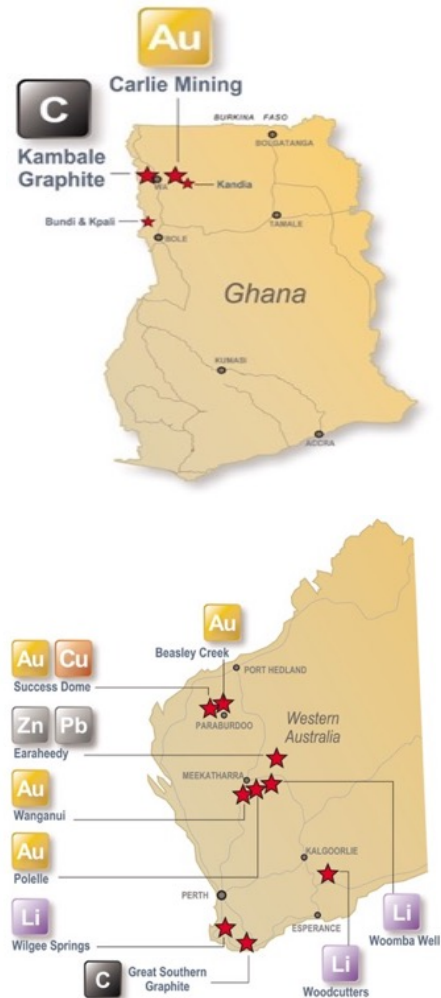 Au
Carlie Mining
C
Kambale
Graphite
BURKINA FASO
BOLGATANGA
WA
Kandia
Bundi & Kpali
BOLE
TAMALE
Ghana
KUMASI
ACCRA
Au
Beasley Creek
Au Cu
Success Dome
PORT HEDLAND
PARABURDOO
Western
Australia
Zn Pb
Earaheedy
MEEKATHARRA
Au
Wanganui
Au
Polelle
KALGOORLIE
PERTH
Li
Wilgee Springs
ESPERANCE
Li
Woomba Well
C
Great Southern
Graphite
Li
Woodcutters